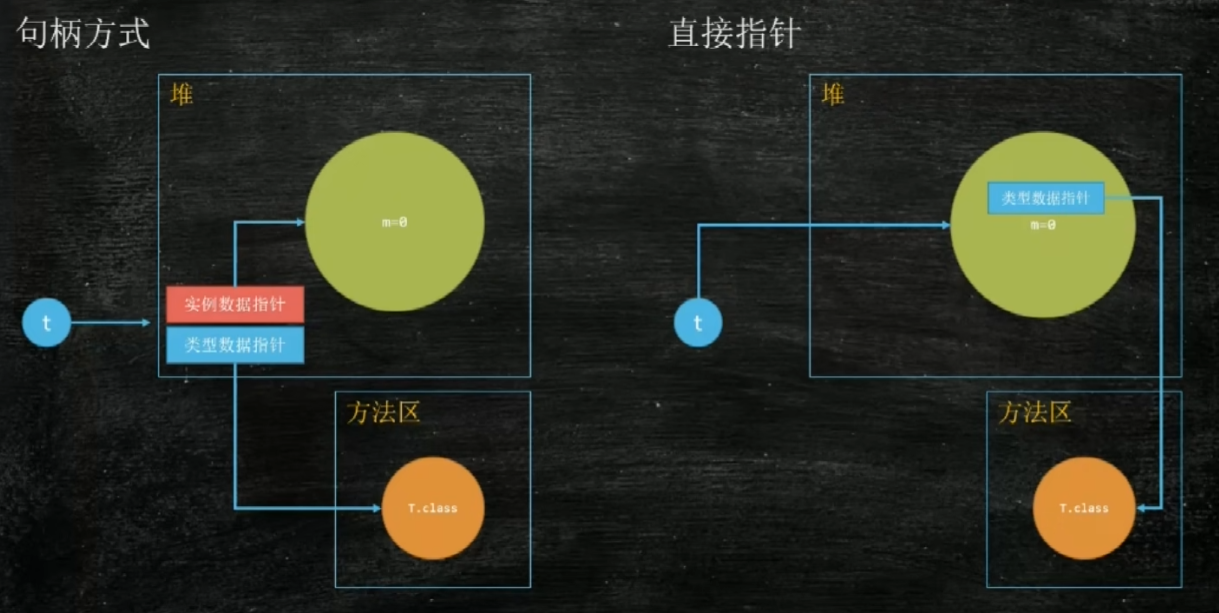 句柄方式
堆
m=0
实例数据指针
t
类型数据指针
方法区
T.class
直接指针
堆
类型数据指针
m=0
t
方法区
T.class